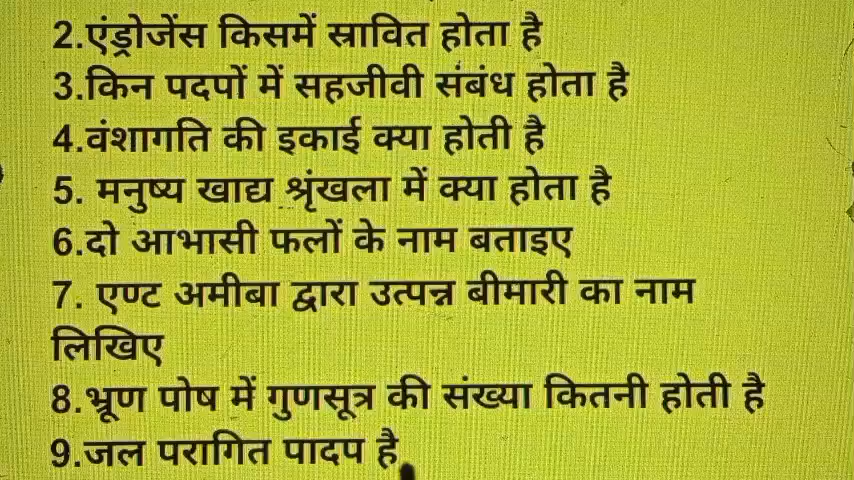 2.एंड्रोजेंस किसमें स्रावित होता है
3.किन पदपों में सहजीवी संबंध होता है
4.वंशागति की इकाई क्या होती है
5. मनुष्य खाद्य श्रृंखला में क्या होता है
6.दो आभासी फलों के नाम बताइए
7. एण्ट अमीबा द्वारा उत्पन्न बीमारी का नाम
लिखिए
8.भ्रूण पोष में गुणसूत्र की संख्या कितनी होती है
9.जल परागित पादप है